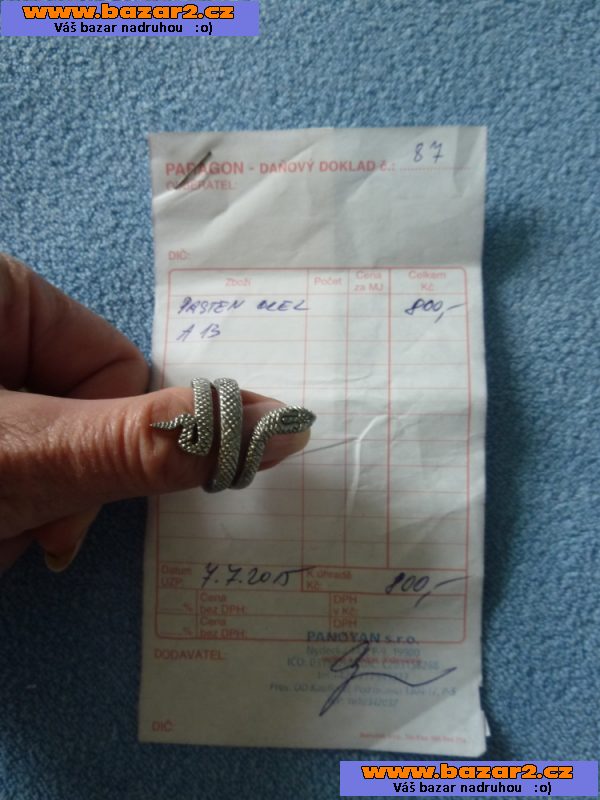 www.bazar2.cz
Váš bazar nadruhou :o)
PARAGON - DAŇOVÝ DOKLAD č.: 87
ODBĚRATEL:
DIČ:
Zboží Počet Cena za MJ Celkem Kč
PRSTEN OCEL 800,-
A 13
Datum UZP: 7.7.2015 K úhradě Kč: 800,-
% Cena bez DPH: DPH v Kč:
% Cena bez DPH: DPH v Kč:
PANOYAN s.r.o.
DODAVATEL:
DIČ:
www.bazar2.cz
Váš bazar nadruhou :o)